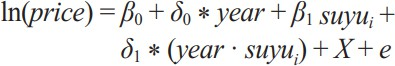 ln(price) = β₀ + δ₀ * year + β₁ suyuᵢ +
δ₁ * (year · suyuᵢ) + X + e